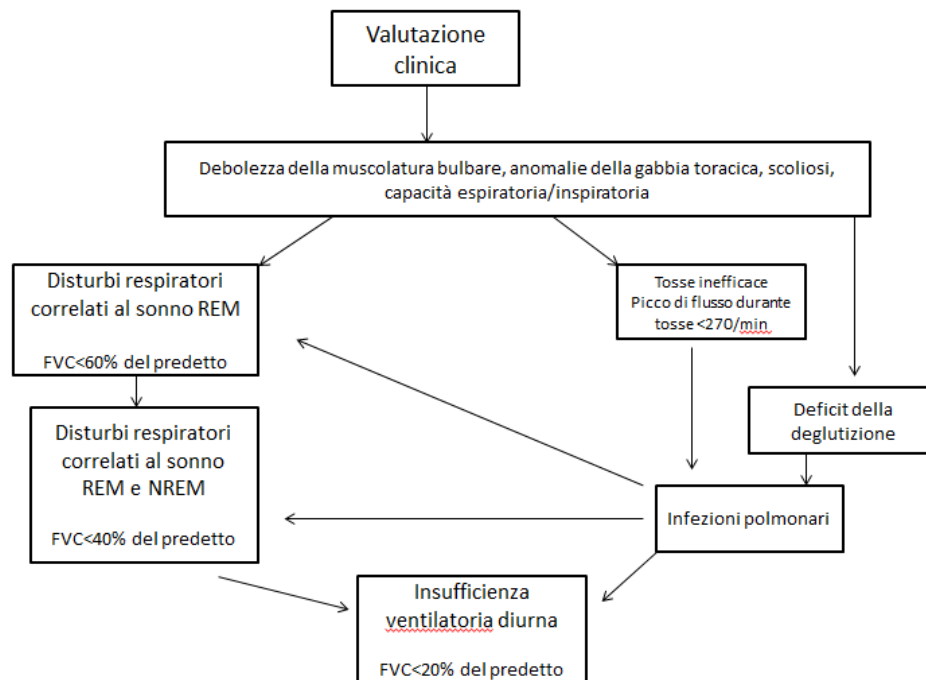 Valutazione
clinica
Debolezza della muscolatura bulbare, anomalie della gabbia toracica, scoliosi,
capacità espiratoria/inspiratoria
Disturbi respiratori
correlati al sonno REM
FVC<60% del predetto
Tosse inefficace
Picco di flusso durante
tosse <270/min
Disturbi respiratori
correlati al sonno
REM e NREM
FVC<40% del predetto
Deficit della
deglutizione
Infezioni polmonari
Insufficienza
ventilatoria diurna
FVC<20% del predetto